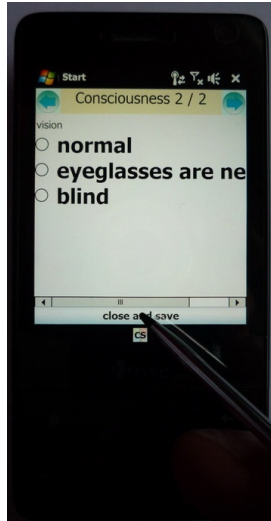 Start
Consciousness 2 / 2
vision
normal
eyeglasses are ne
blind
close and save
cs